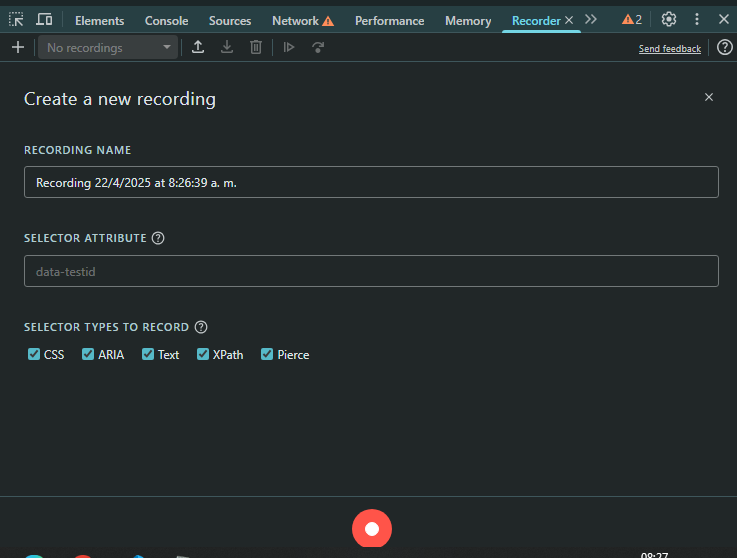 Elements Console Sources Network Performance Memory Recorder 2
No recordings Send feedback
Create a new recording
RECORDING NAME
Recording 22/4/2025 at 8:26:39 a. m.
SELECTOR ATTRIBUTE
data-testid
SELECTOR TYPES TO RECORD
CSS ARIA Text XPath Pierce
08:27